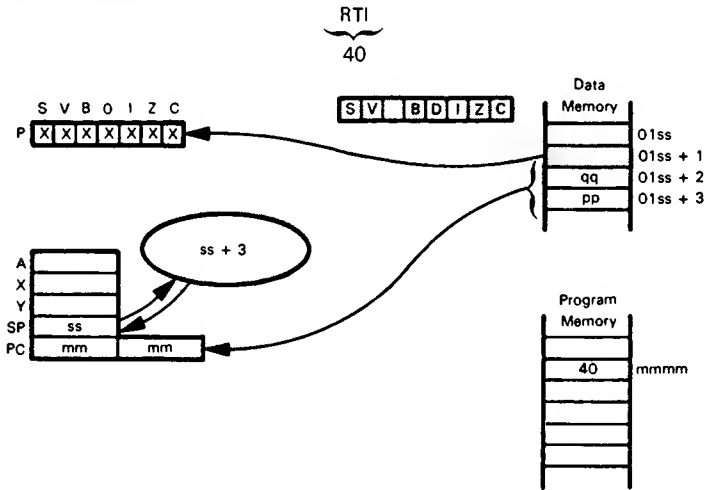 RTI
40
S V B O I Z C
P X X X X X X X
S V B D I Z C
Data
Memory
01ss
01ss + 1
qq 01ss + 2
pp 01ss + 3
ss + 3
A
X
Y
SP ss
PC mm mm
Program
Memory
40 mmmm